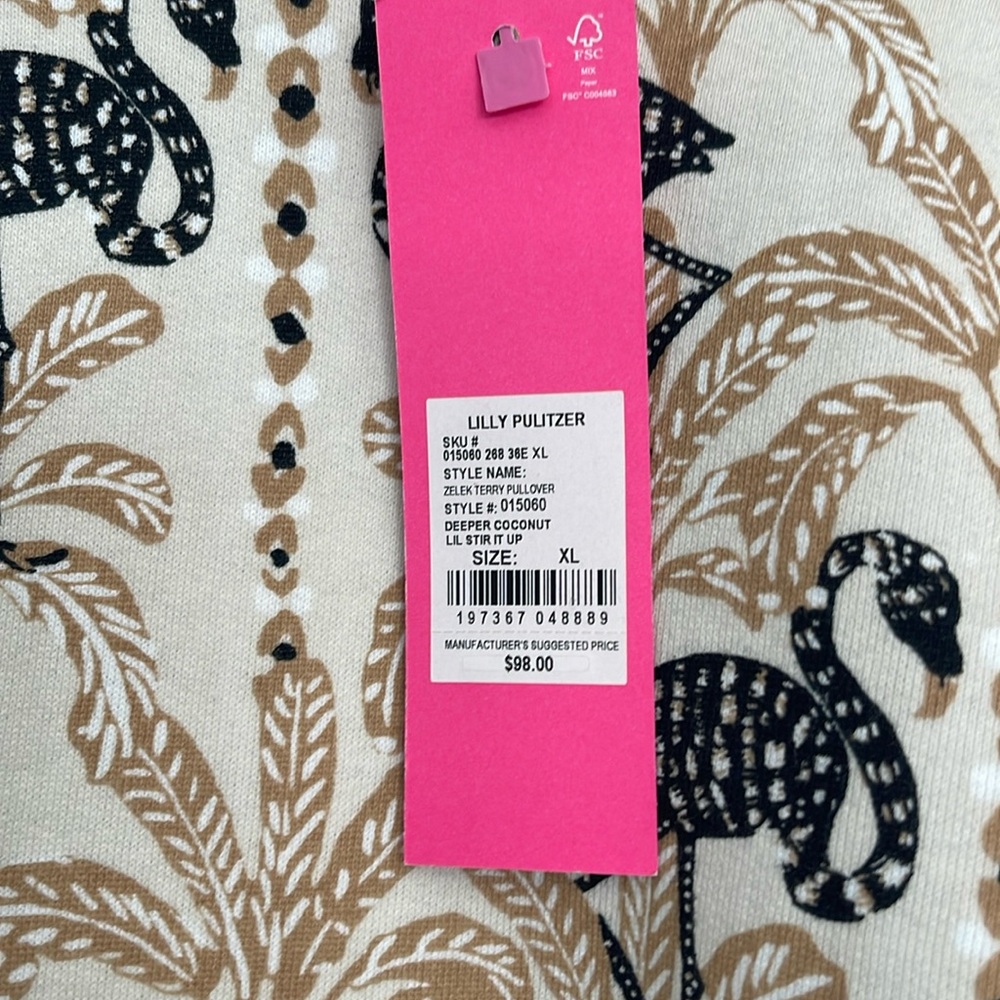 FSC
MIX
Paper
FSC® C004983
LILLY PULITZER
SKU #
015060 268 36E XL
STYLE NAME:
ZELEK TERRY PULLOVER
STYLE #: 015060
DEEPER COCONUT
LIL STIR IT UP
SIZE: XL
197367 048889
MANUFACTURER'S SUGGESTED PRICE
$98.00